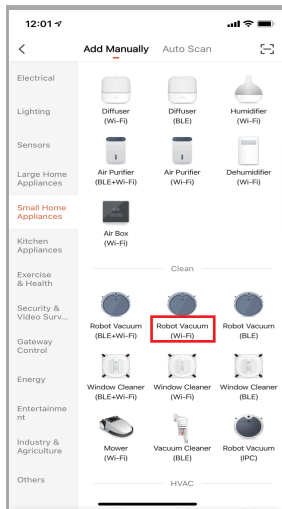 12:01
Add Manually Auto Scan
Electrical
Lighting
Sensors
Large Home
Appliances
Small Home
Appliances
Kitchen
Appliances
Exercise
& Health
Security &
Video Surv...
Gateway
Control
Energy
Entertainme
nt
Industry &
Agriculture
Others
Diffuser
(Wi-Fi)
Diffuser
(BLE)
Humidifier
(Wi-Fi)
Air Purifier
(BLE+Wi-Fi)
Air Purifier
(Wi-Fi)
Dehumidifier
(Wi-Fi)
Air Box
(Wi-Fi)
Clean
Robot Vacuum
(BLE+Wi-Fi)
Robot Vacuum
(Wi-Fi)
Robot Vacuum
(BLE)
Window Cleaner
(BLE+Wi-Fi)
Window Cleaner
(Wi-Fi)
Window Cleaner
(BLE)
Mower
(Wi-Fi)
Vacuum Cleaner
(BLE)
Robot Vacuum
(IPC)
HVAC